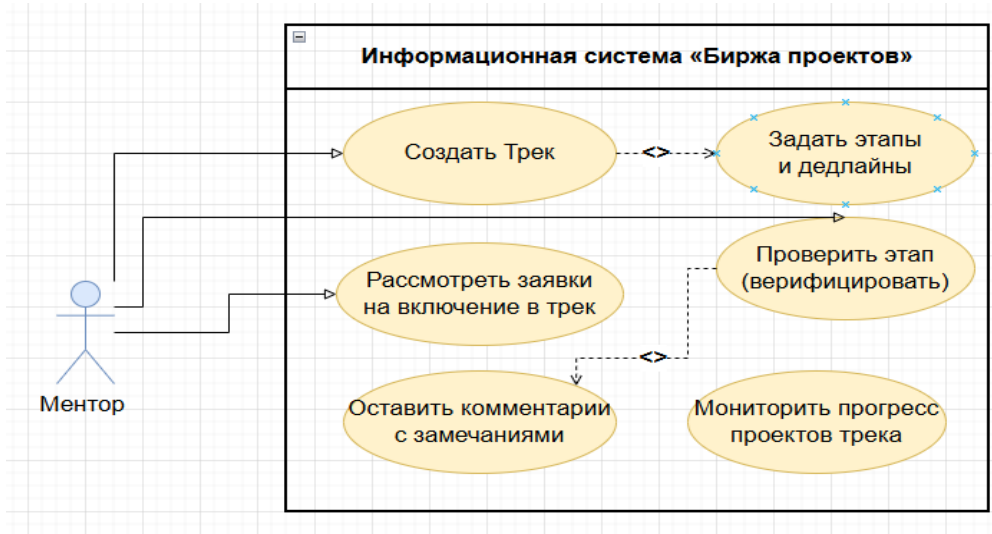 Информационная система «Биржа проектов»
Создать Трек
<>
Задать этапы
и дедлайны
Проверить этап
(верифицировать)
Рассмотреть заявки
на включение в трек
<>
Ментор
Оставить комментарии
с замечаниями
Мониторить прогресс
проектов трека